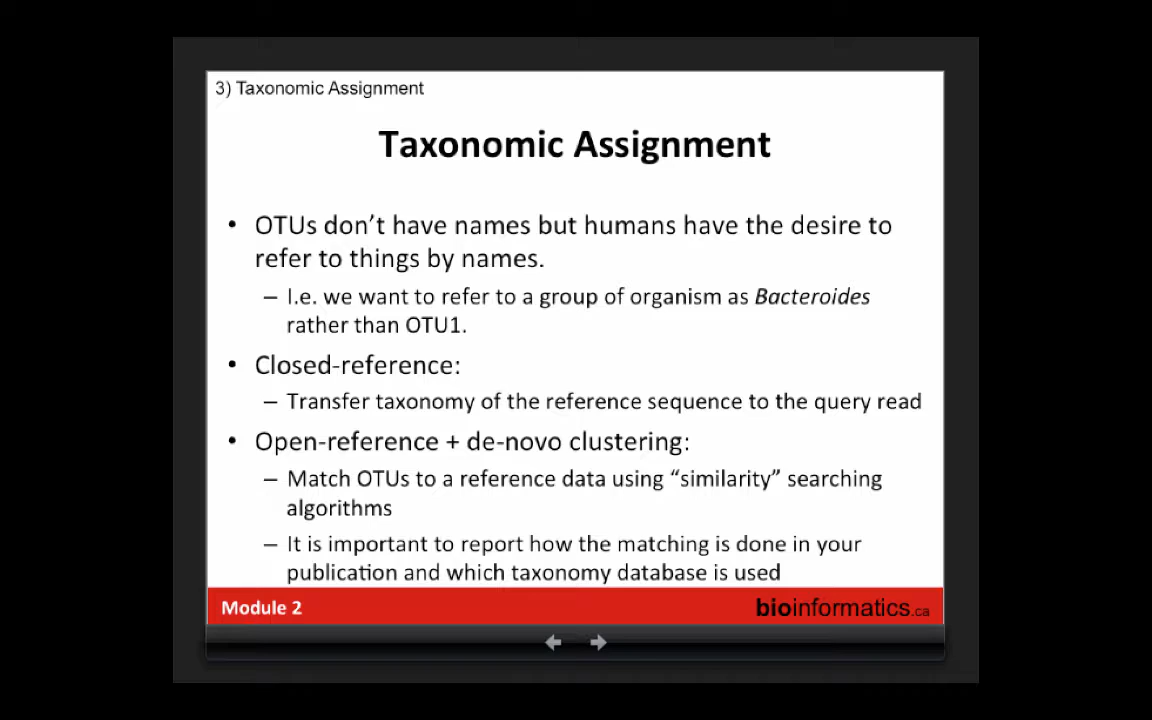 3) Taxonomic Assignment
Taxonomic Assignment
• OTUs don't have names but humans have the desire to
refer to things by names.
– I.e. we want to refer to a group of organism as Bacteroides
rather than OTU1.
• Closed-reference:
– Transfer taxonomy of the reference sequence to the query read
• Open-reference + de-novo clustering:
– Match OTUs to a reference data using “similarity” searching
algorithms
– It is important to report how the matching is done in your
publication and which taxonomy database is used
Module 2
bioinformatics.ca